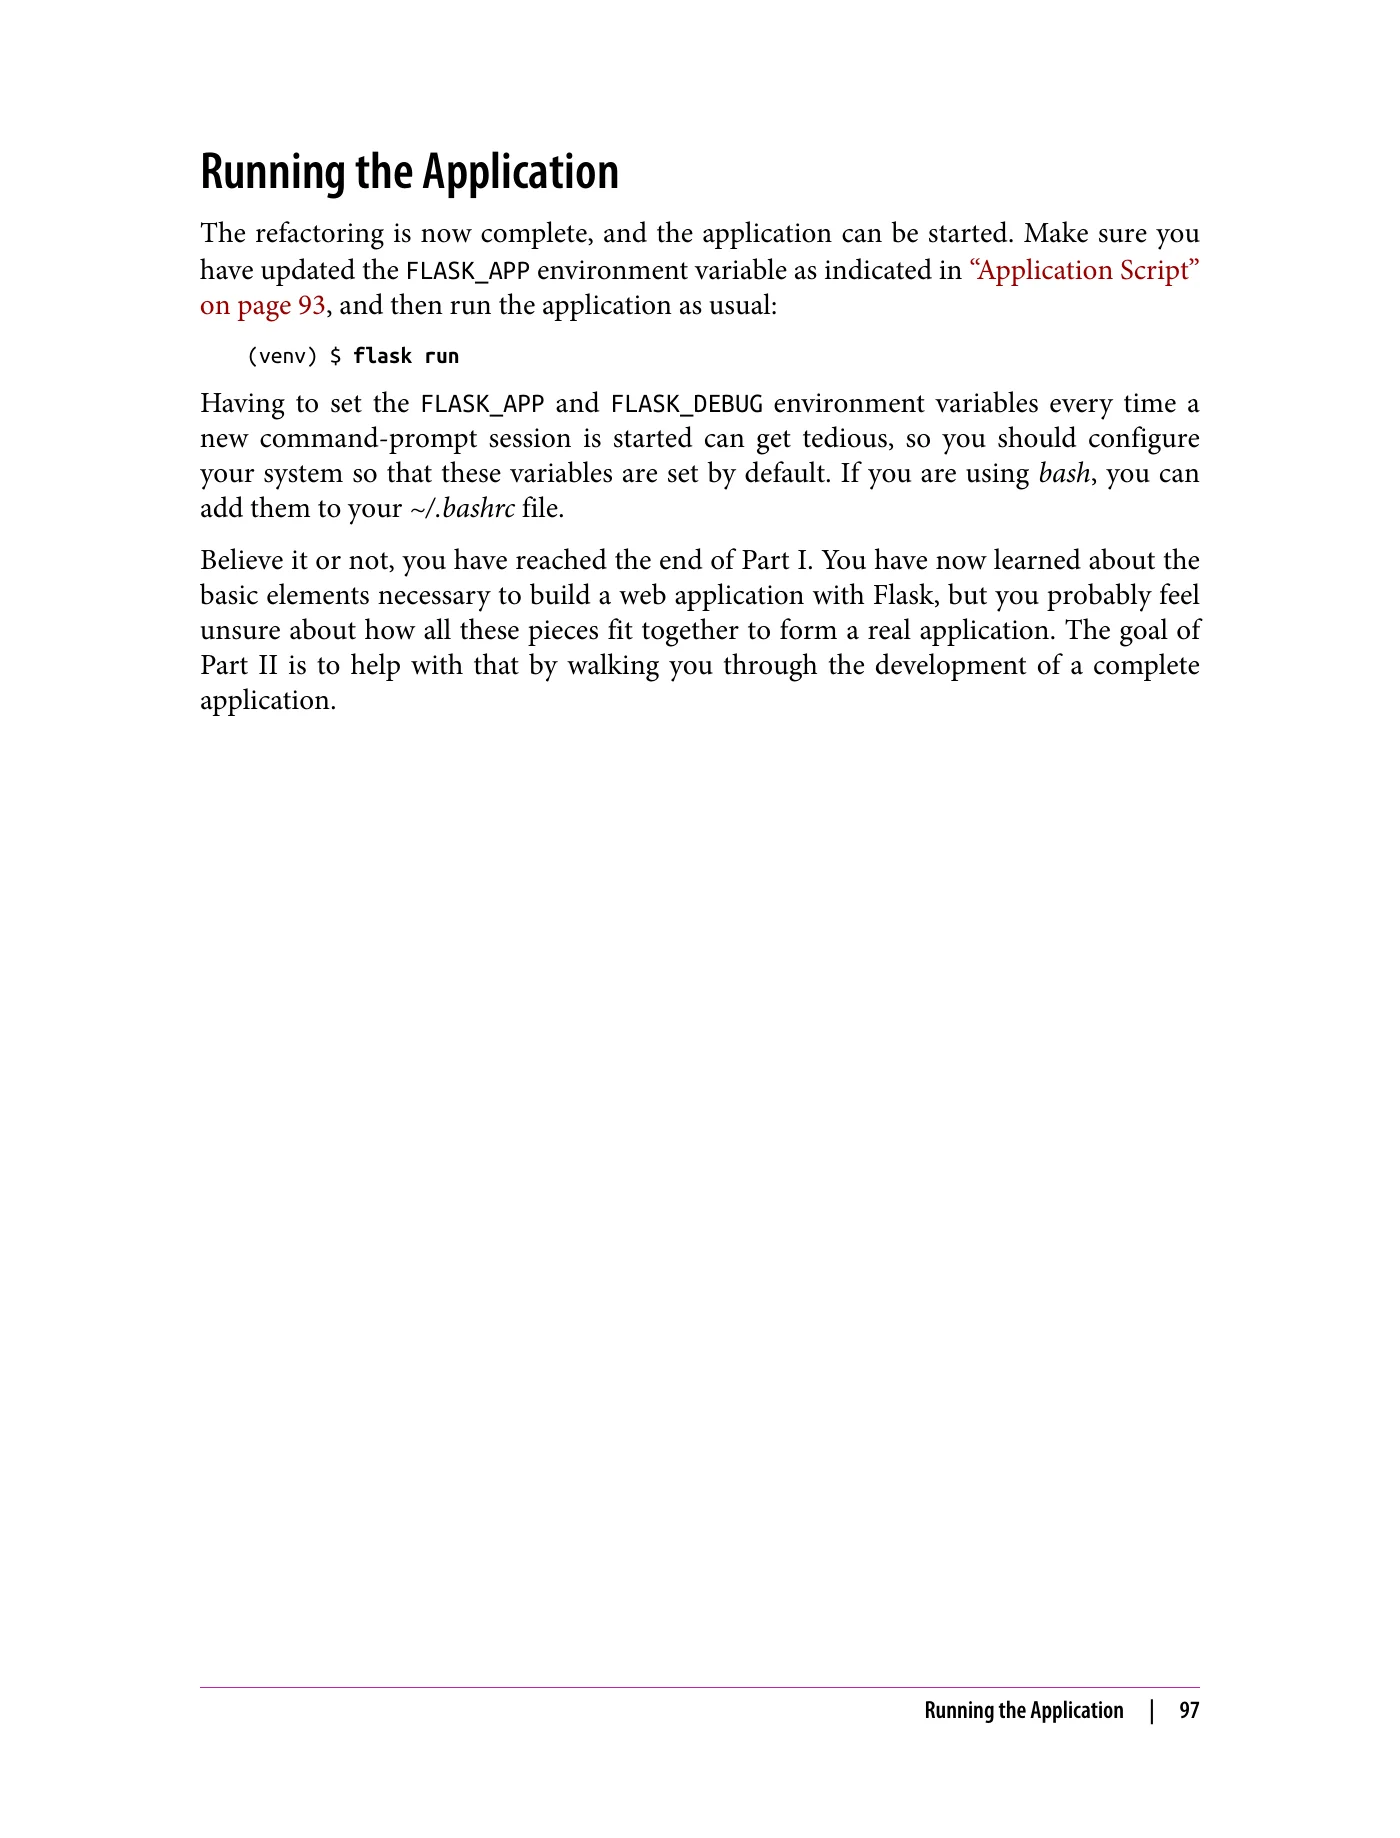 Running the Application
The refactoring is now complete, and the application can be started. Make sure you
have updated the FLASK_APP environment variable as indicated in “Application Script”
on page 93, and then run the application as usual:
(venv) $ flask run
Having to set the FLASK_APP and FLASK_DEBUG environment variables every time a
new command-prompt session is started can get tedious, so you should configure
your system so that these variables are set by default. If you are using bash, you can
add them to your ~/.bashrc file.
Believe it or not, you have reached the end of Part I. You have now learned about the
basic elements necessary to build a web application with Flask, but you probably feel
unsure about how all these pieces fit together to form a real application. The goal of
Part II is to help with that by walking you through the development of a complete
application.
Running the Application | 97